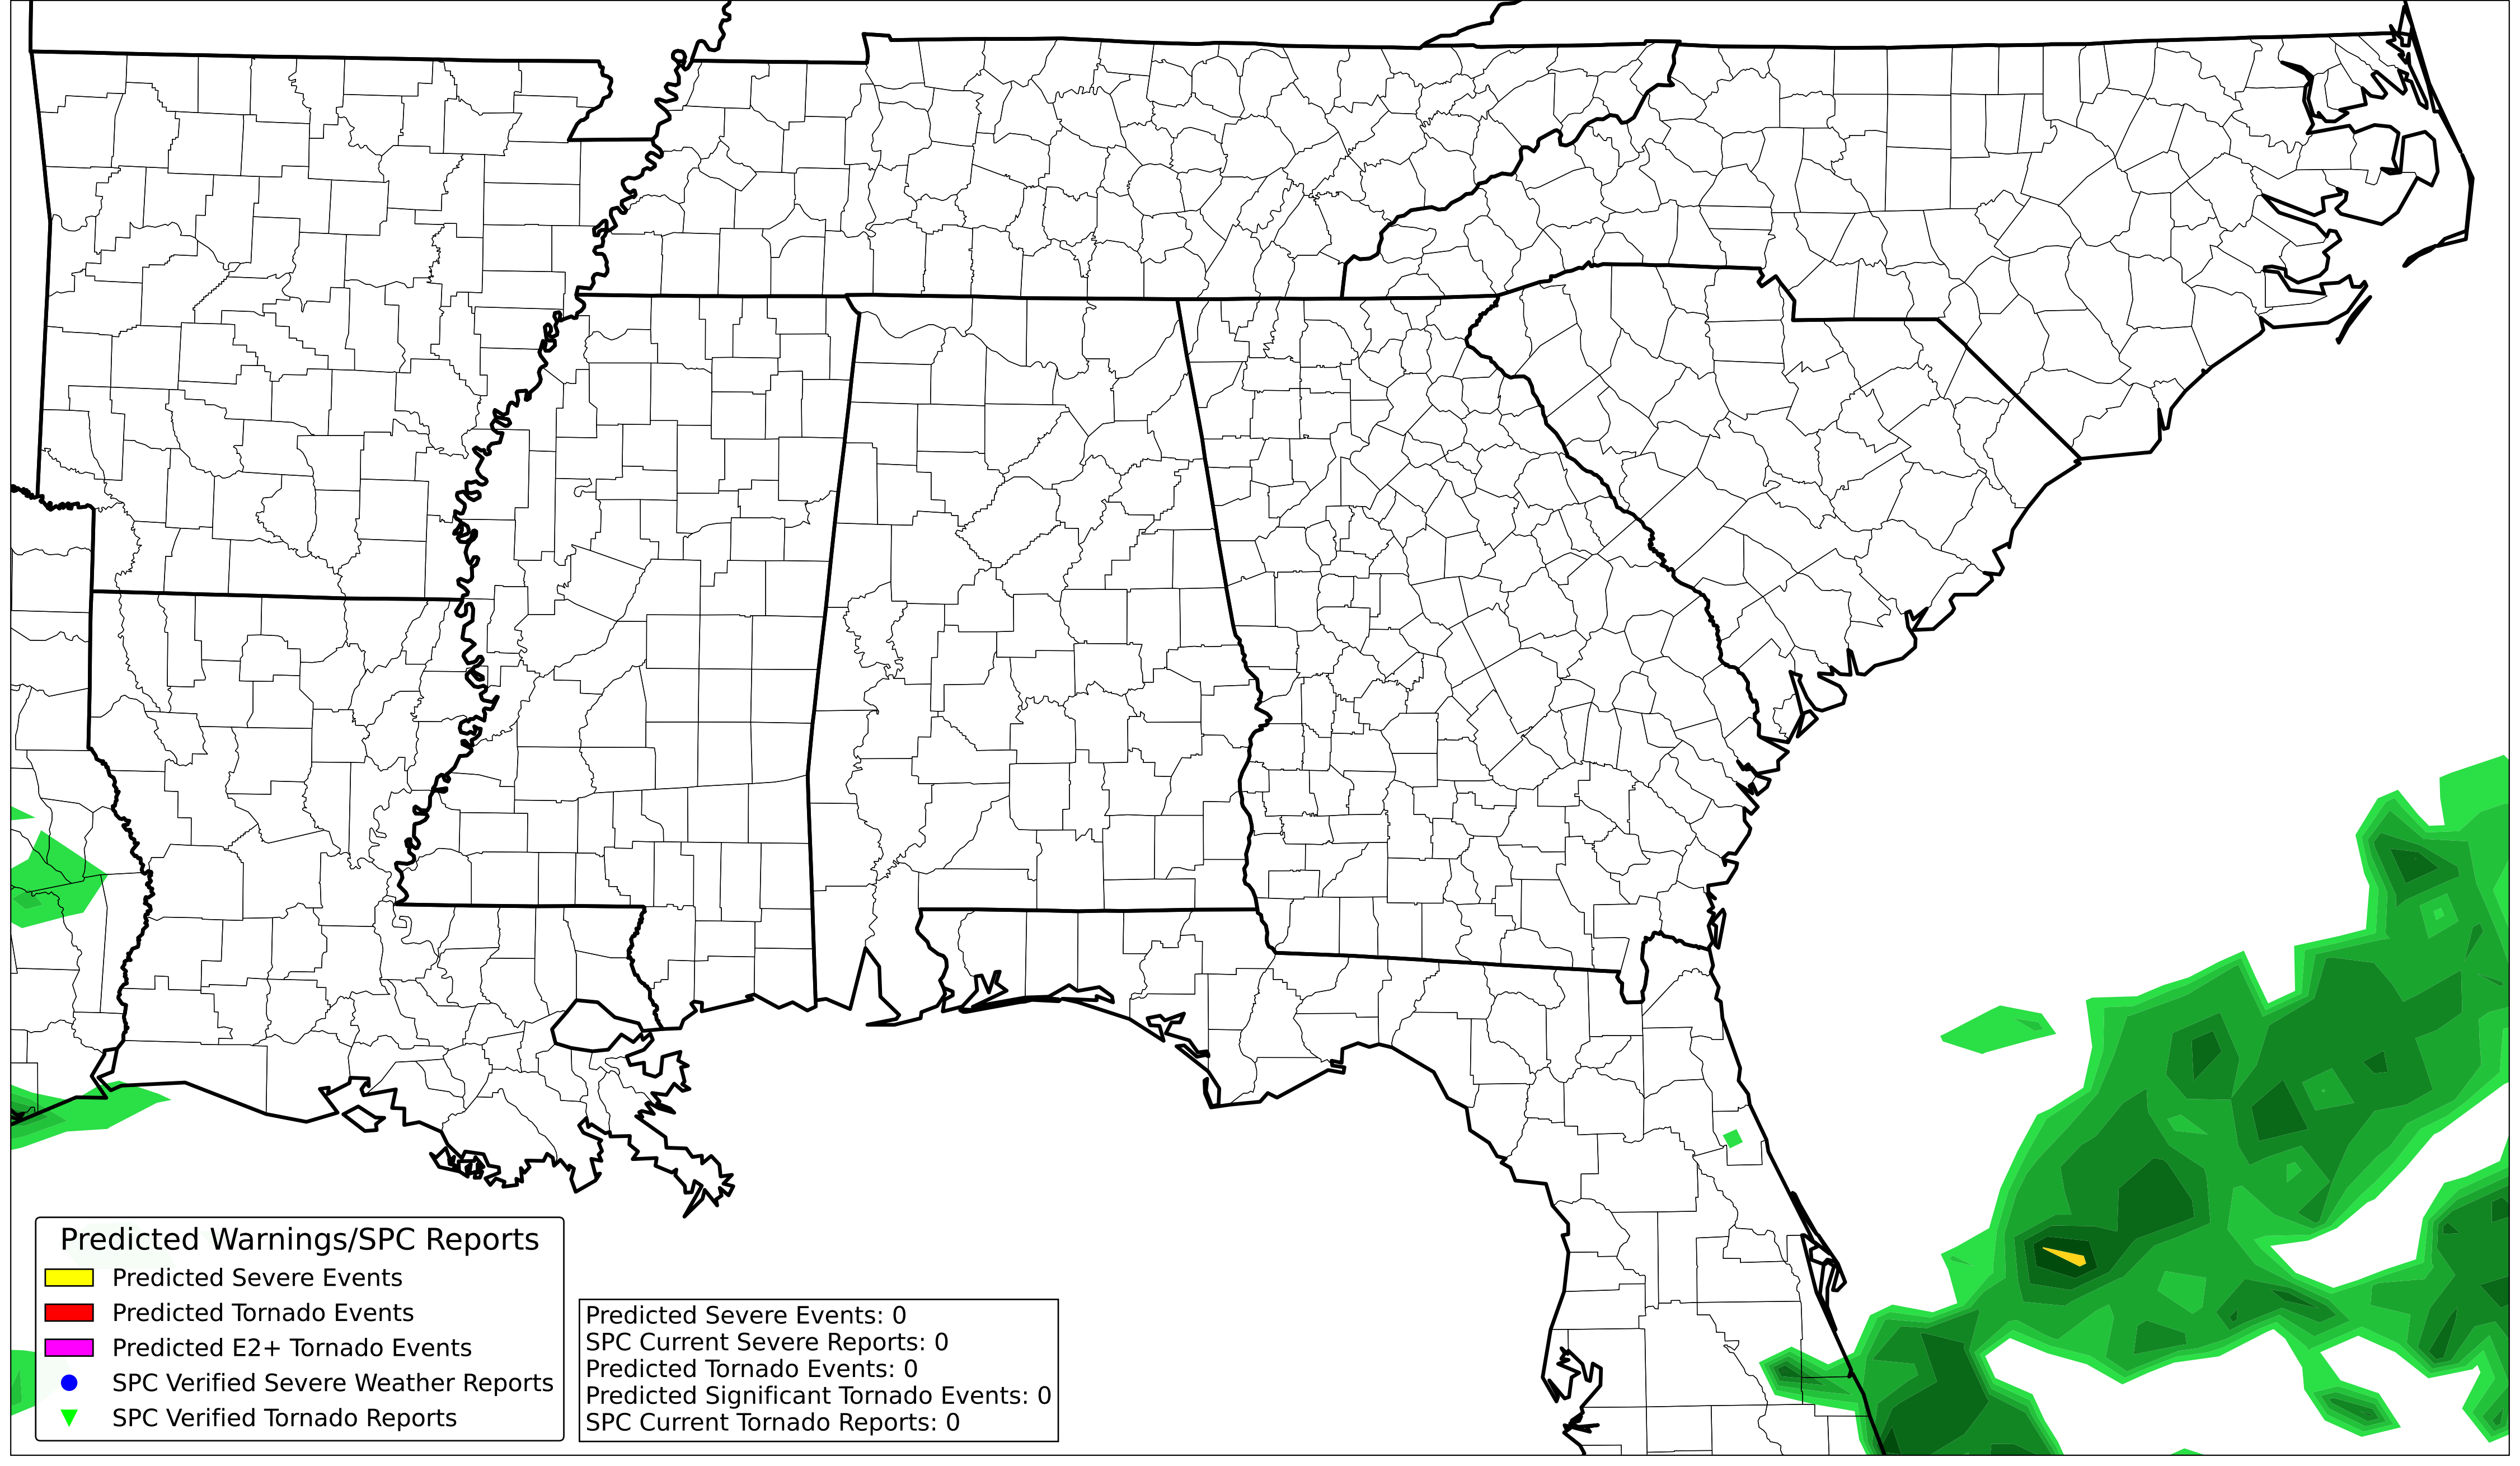 Predicted Warnings/SPC Reports
Predicted Severe Events
Predicted Tornado Events
Predicted E2+ Tornado Events
SPC Verified Severe Weather Reports
SPC Verified Tornado Reports
Predicted Severe Events: 0
SPC Current Severe Reports: 0
Predicted Tornado Events: 0
Predicted Significant Tornado Events: 0
SPC Current Tornado Reports: 0